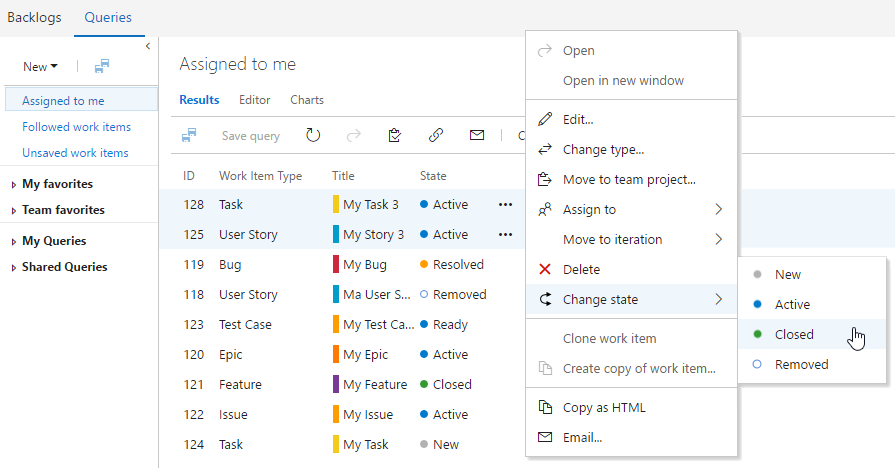 Backlogs Queries
New
Assigned to me
Followed work items
Unsaved work items
My favorites
Team favorites
My Queries
Shared Queries
Assigned to me
Results Editor Charts
Save query
ID Work Item Type Title State
128 Task My Task 3 Active
125 User Story My Story 3 Active
119 Bug My Bug Resolved
118 User Story Ma User S... Removed
123 Test Case My Test Ca... Ready
120 Epic My Epic Active
121 Feature My Feature Closed
122 Issue My Issue Active
124 Task My Task New
Open
Open in new window
Edit...
Change type...
Move to team project...
Assign to
Move to iteration
Delete
Change state
Clone work item
Create copy of work item...
Copy as HTML
Email...
New
Active
Closed
Removed